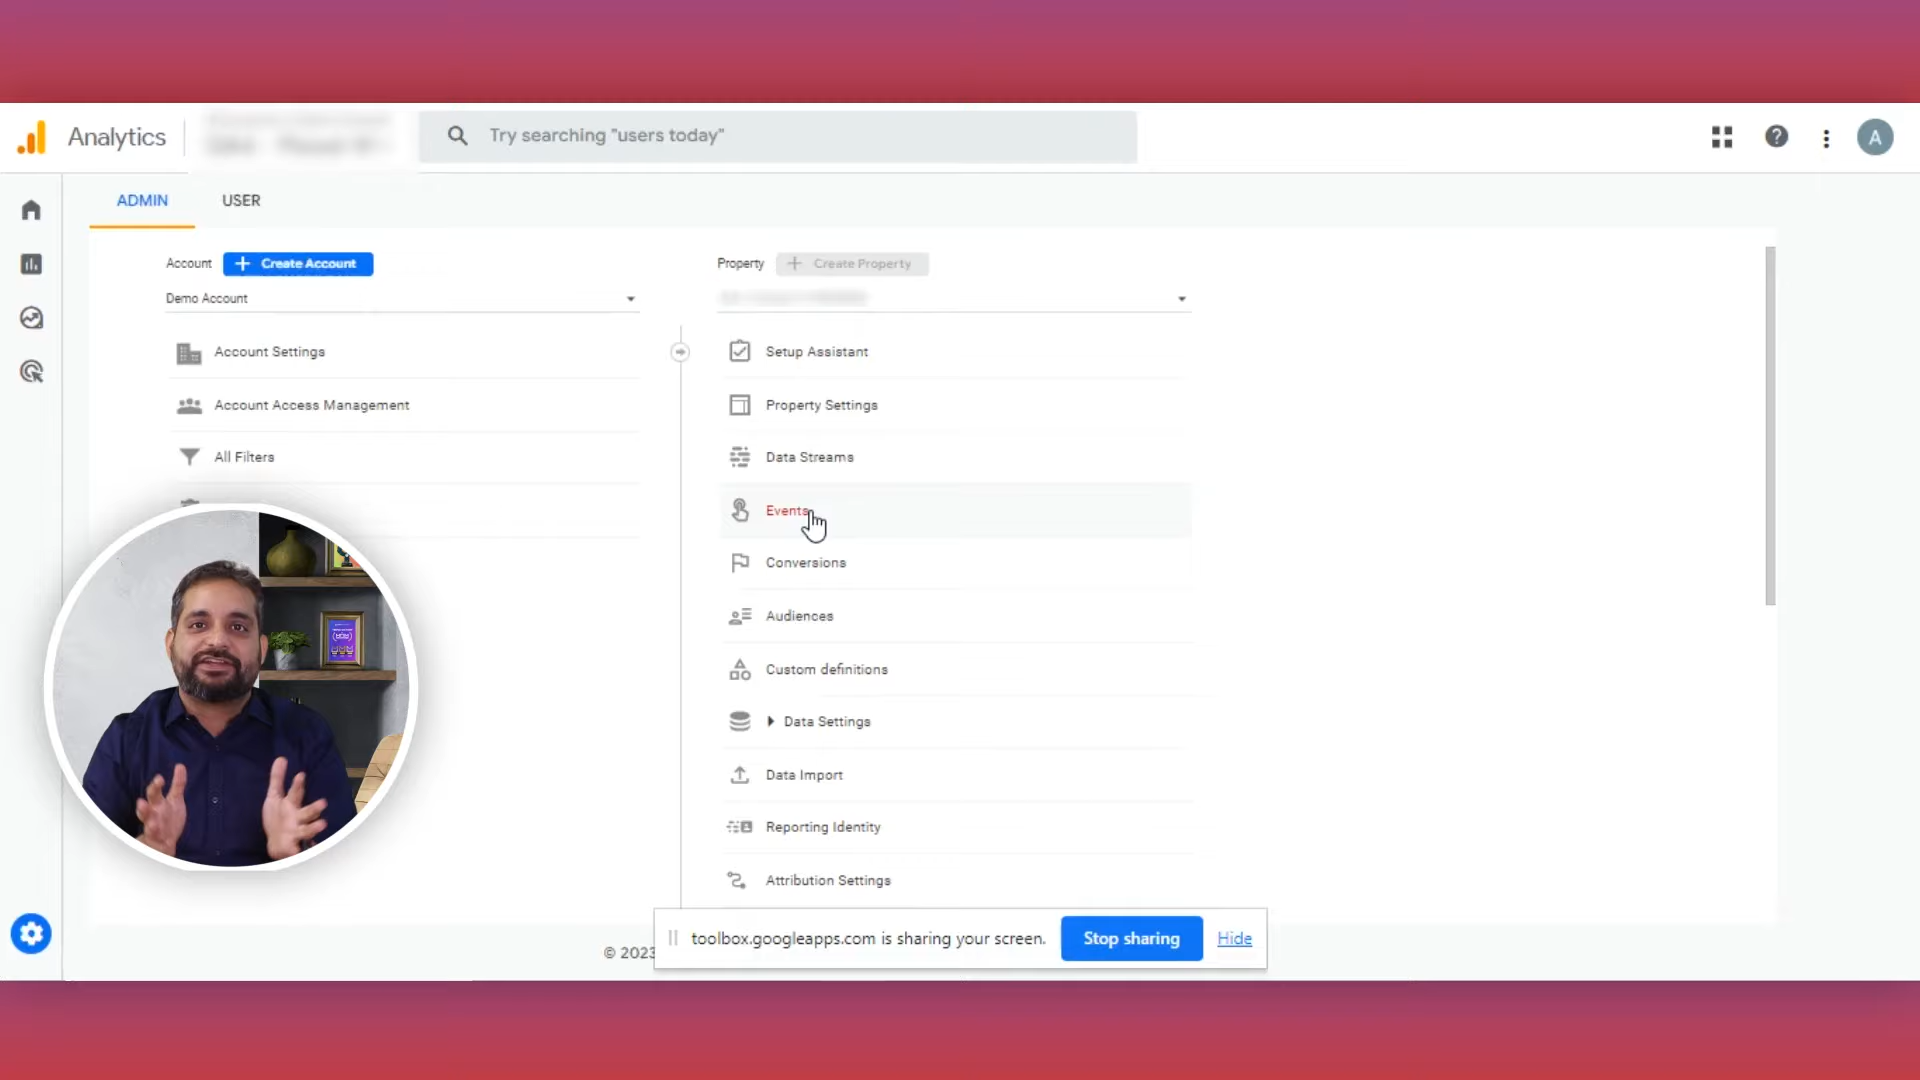 Analytics
Try searching "users today"
A
ADMIN
USER
Account
Create Account
Property
Create Property
Demo Account
Account Settings
Account Access Management
All Filters
Setup Assistant
Property Settings
Data Streams
Events
Conversions
Audiences
Custom definitions
Data Settings
Data Import
Reporting Identity
Attribution Settings
© 2023
toolbox.googleapps.com is sharing your screen.
Stop sharing
Hide